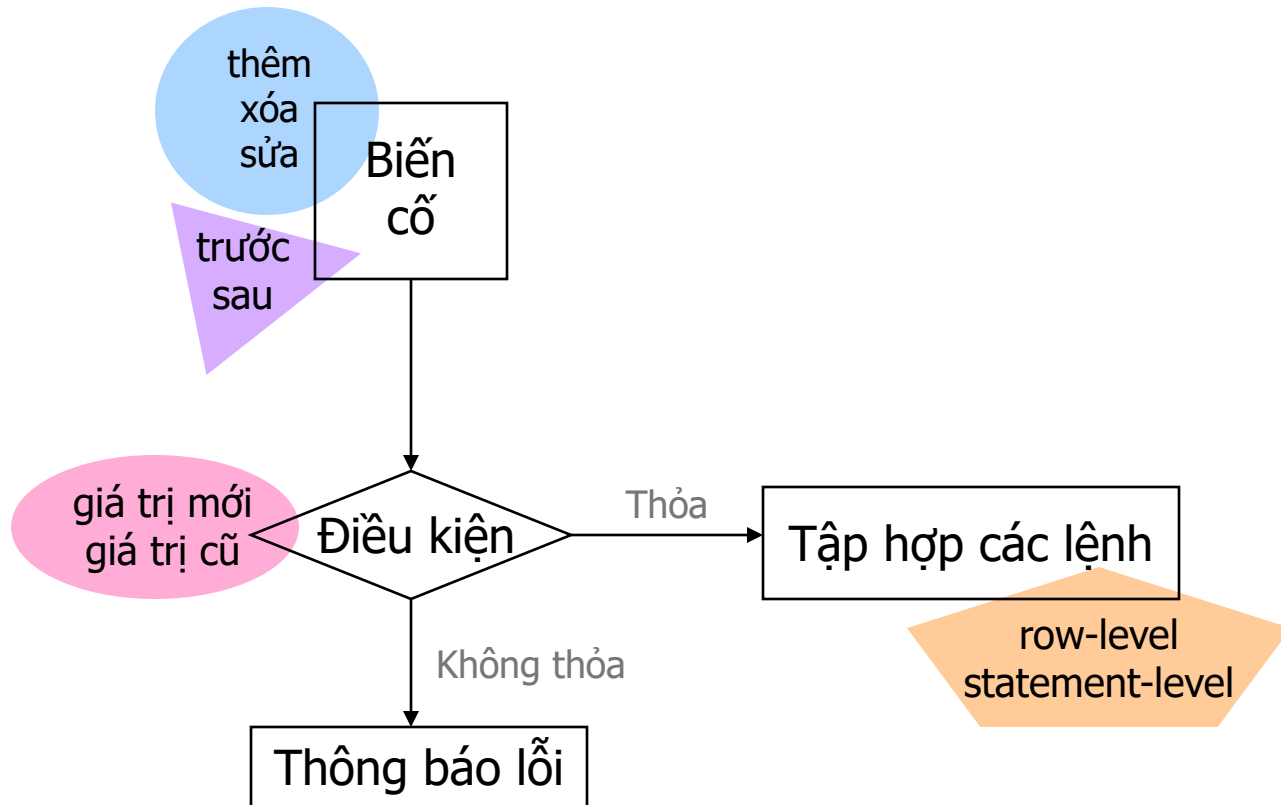 thêm
xóa
sửa
Biến
cố
trước
sau
giá trị mới
giá trị cũ
Điều kiện
Thỏa
Tập hợp các lệnh
row-level
statement-level
Không thỏa
Thông báo lỗi